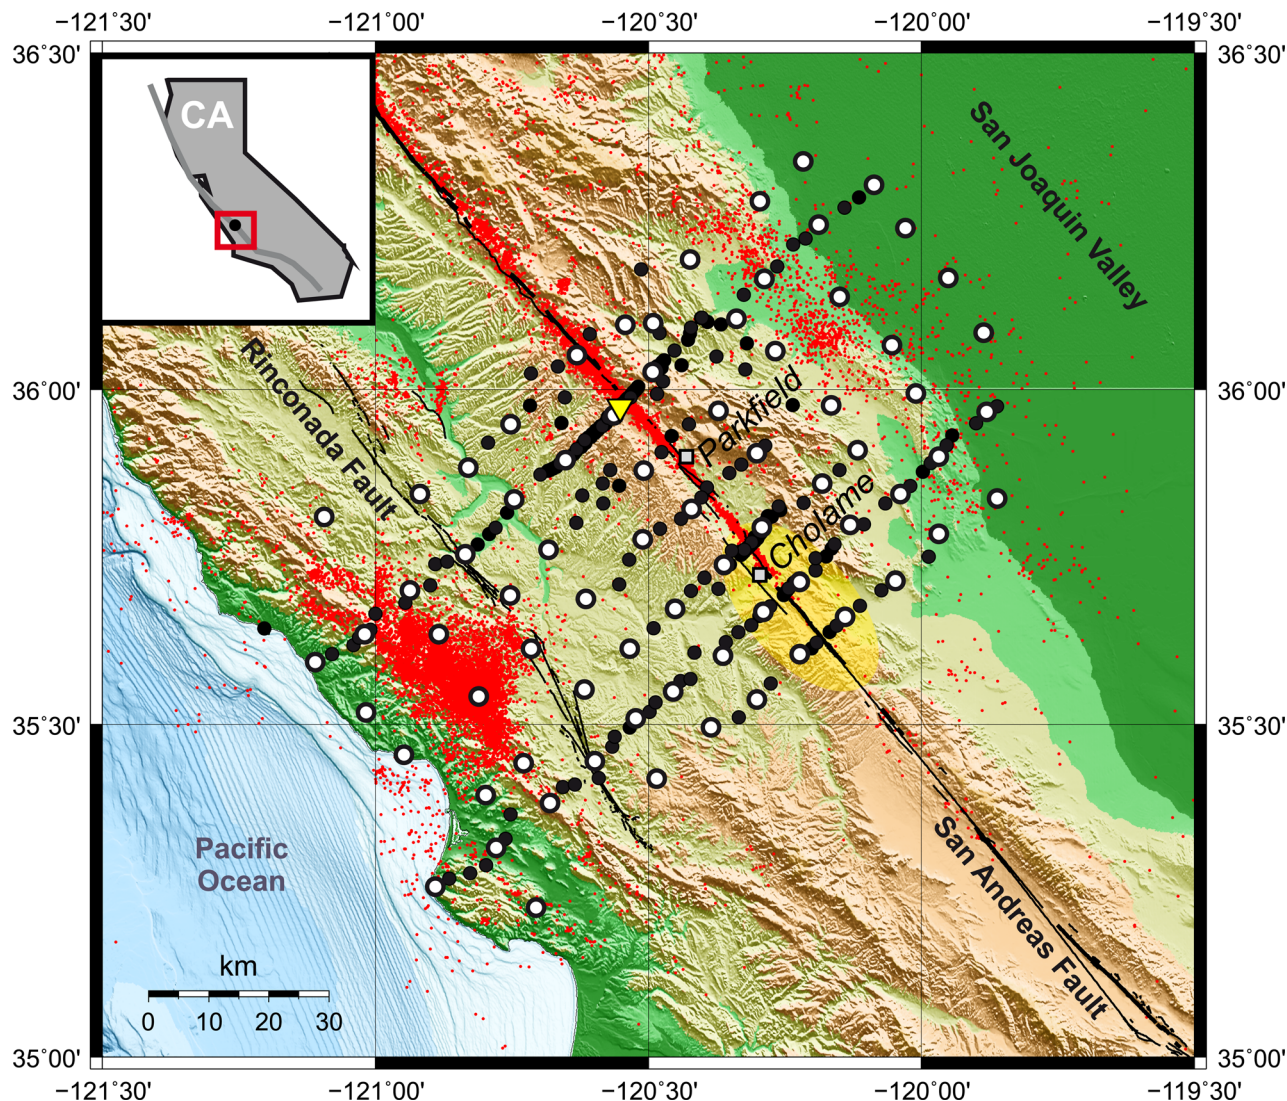 −121˚30'
−121˚00'
−120˚30'
−120˚00'
−119˚30'
36˚30'
36˚30'
CA
San Joaquin Valley
Rinconada Fault
36˚00'
36˚00'
Parkfield
Cholame
35˚30'
35˚30'
Pacific
Ocean
San Andreas Fault
km
0 10 20 30
35˚00'
35˚00'
−121˚30'
−121˚00'
−120˚30'
−120˚00'
−119˚30'